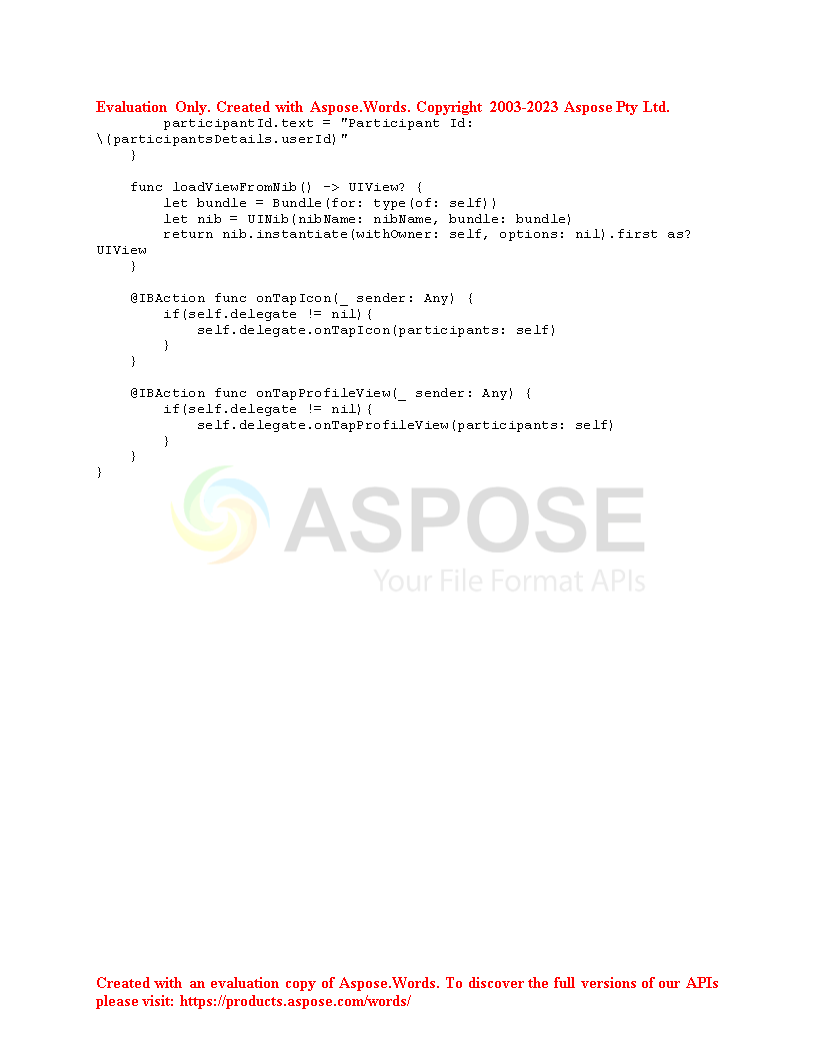 Evaluation Only. Created with Aspose.Words. Copyright 2003-2023 Aspose Pty Ltd.
        participantId.text = "Participant Id:
\(participantsDetails.userId)"
    }
    func loadViewFromNib() -> UIView? {
        let bundle = Bundle(for: type(of: self))
        let nib = UINib(nibName: nibName, bundle: bundle)
        return nib.instantiate(withOwner: self, options: nil).first as?
UIView
    }
    @IBAction func onTapIcon(_ sender: Any) {
        if(self.delegate != nil){
            self.delegate.onTapIcon(participants: self)
        }
    }
    @IBAction func onTapProfileView(_ sender: Any) {
        if(self.delegate != nil){
            self.delegate.onTapProfileView(participants: self)
        }
    }
}
ASPOSE
Your File Format APIs
Created with an evaluation copy of Aspose.Words. To discover the full versions of our APIs
please visit: https://products.aspose.com/words/